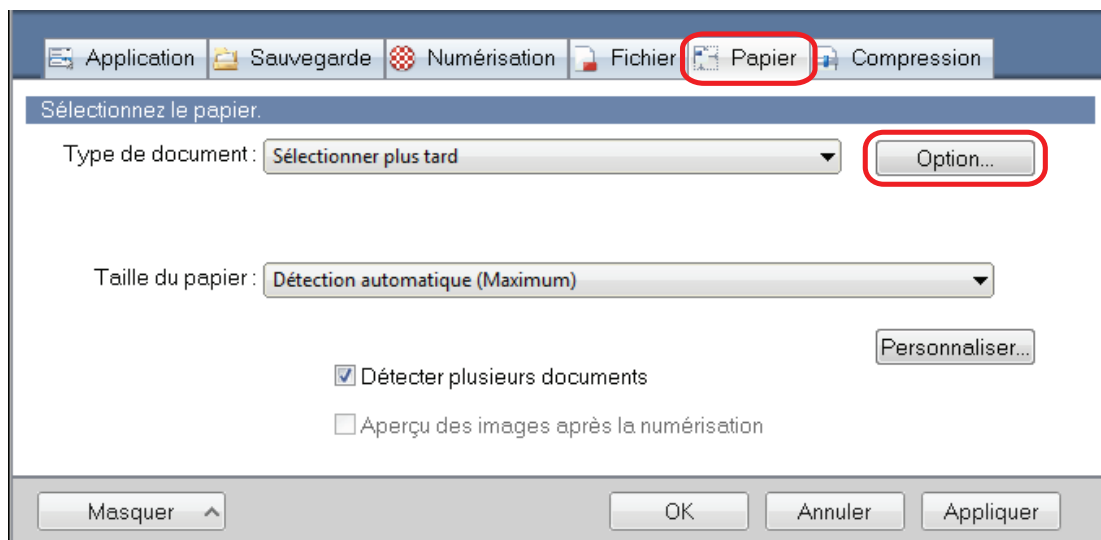 Application Sauvegarde Numérisation Fichier Papier Compression
Sélectionnez le papier.
Type de document : Sélectionner plus tard Option...
Taille du papier : Détection automatique (Maximum)
Personnaliser...
Détecter plusieurs documents
Aperçu des images après la numérisation
Masquer OK Annuler Appliquer